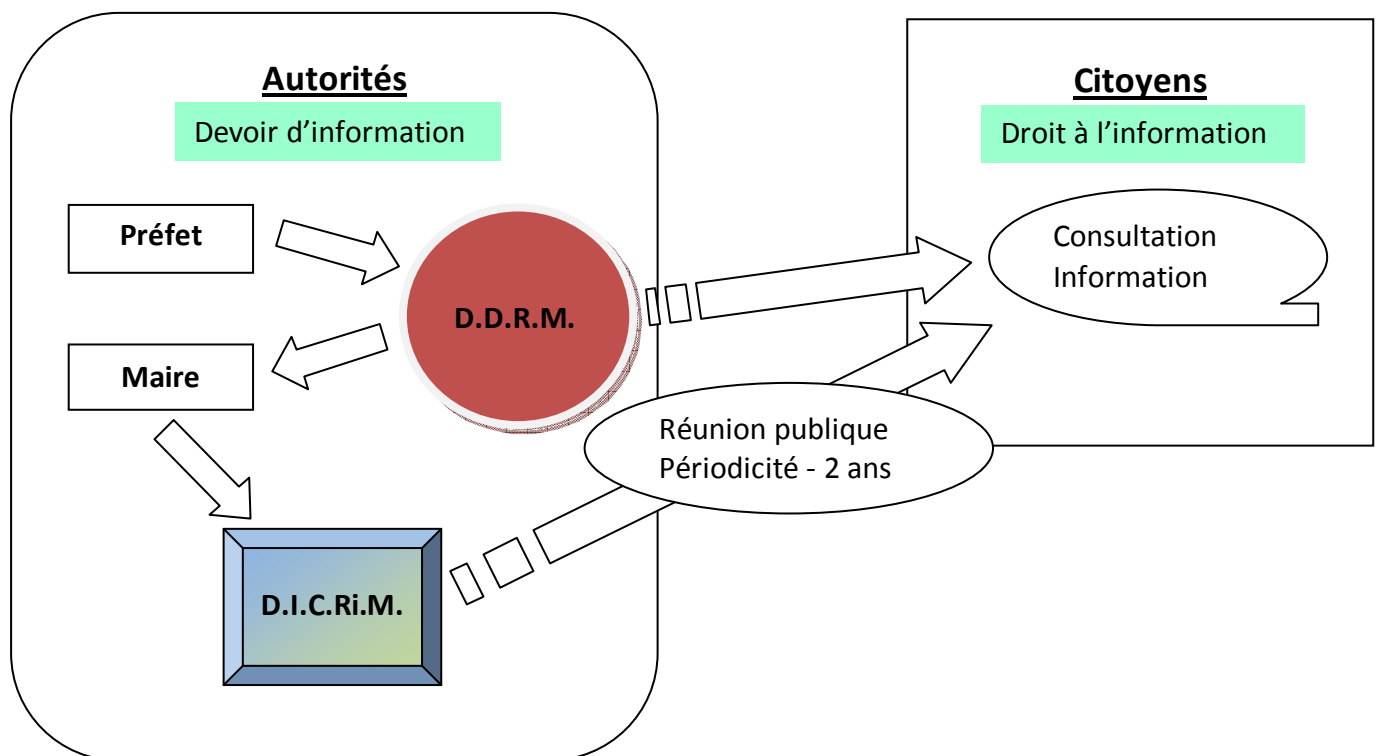 Autorités
Devoir d'information
Préfet
D.D.R.M.
Maire
D.I.C.Ri.M.
Réunion publique
Périodicité - 2 ans
Citoyens
Droit à l'information
Consultation
Information